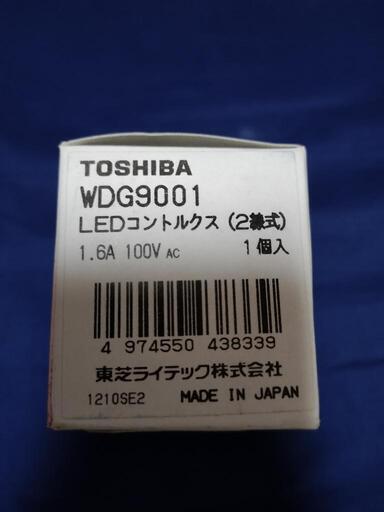 TOSHIBA
WDG9001
LEDコントルクス (2線式)
1.6A 100V AC 1個入
4 974550 438339
東芝ライテック株式会社
1210SE2 MADE IN JAPAN